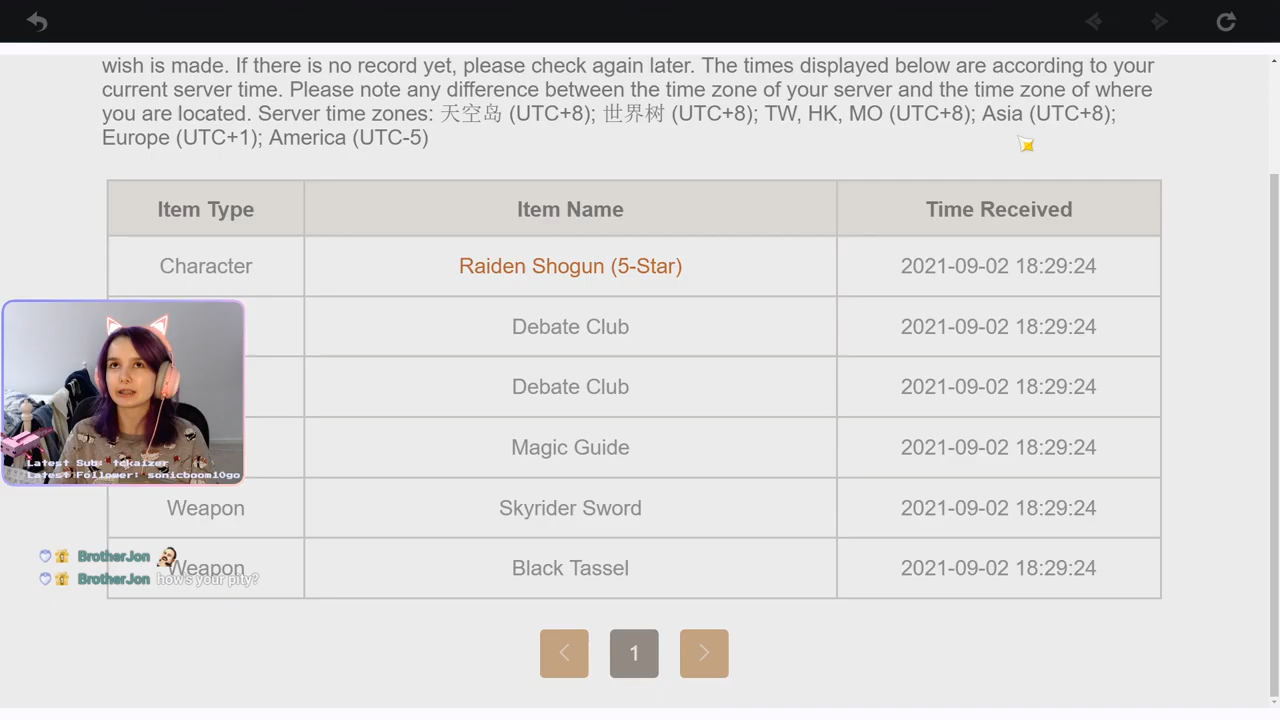 wish is made. If there is no record yet, please check again later. The times displayed below are according to your
current server time. Please note any difference between the time zone of your server and the time zone of where
you are located. Server time zones: 天空岛 (UTC+8); 世界树 (UTC+8); TW, HK, MO (UTC+8); Asia (UTC+8);
Europe (UTC+1); America (UTC-5)
Item Type Item Name Time Received
Character Raiden Shogun (5-Star) 2021-09-02 18:29:24
Debate Club 2021-09-02 18:29:24
Debate Club 2021-09-02 18:29:24
Magic Guide 2021-09-02 18:29:24
Latest Sub: tckaizer
Latest Follower: sonicboom10go
Weapon Skyrider Sword 2021-09-02 18:29:24
BrotherJon
Weapon Black Tassel 2021-09-02 18:29:24
BrotherJon how's your pity?
1